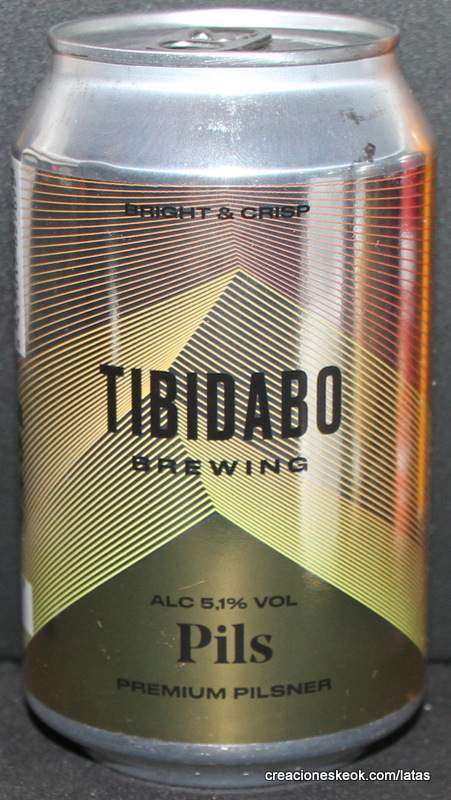 BRIGHT & CRISP
TIBIDABO
BREWING
ALC 5,1% VOL
Pils
PREMIUM PILSNER
creacioneskeok.com/latas